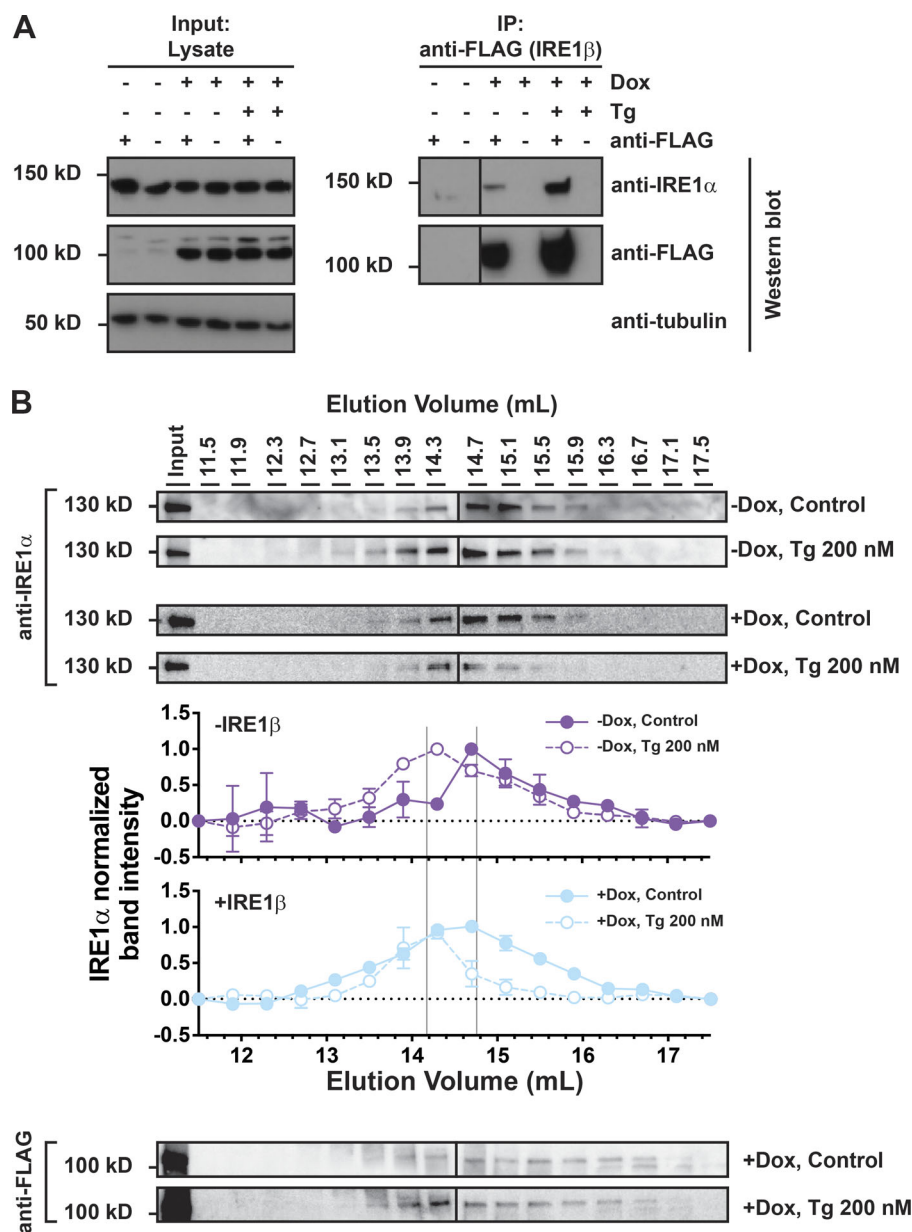 A
Input:
Lysate
IP:
anti-FLAG (IRE1β)
- - + + + + - - + + + + Dox
- - - - + + - - - - + + Tg
+ - + - + - + - + - + - anti-FLAG
150 kD 150 kD anti-IRE1α
100 kD 100 kD anti-FLAG
50 kD anti-tubulin
Western blot
B
Elution Volume (mL)
Input 11.5 11.9 12.3 12.7 13.1 13.5 13.9 14.3 14.7 15.1 15.5 15.9 16.3 16.7 17.1 17.5
anti-IRE1α
130 kD -Dox, Control
130 kD -Dox, Tg 200 nM
130 kD +Dox, Control
130 kD +Dox, Tg 200 nM
IRE1α normalized
band intensity
1.5
1.0
0.5
0.0
-0.5
-IRE1β
-Dox, Control
-Dox, Tg 200 nM
1.5
1.0
0.5
0.0
-0.5
+IRE1β
+Dox, Control
+Dox, Tg 200 nM
12 13 14 15 16 17
Elution Volume (mL)
anti-FLAG
100 kD +Dox, Control
100 kD +Dox, Tg 200 nM